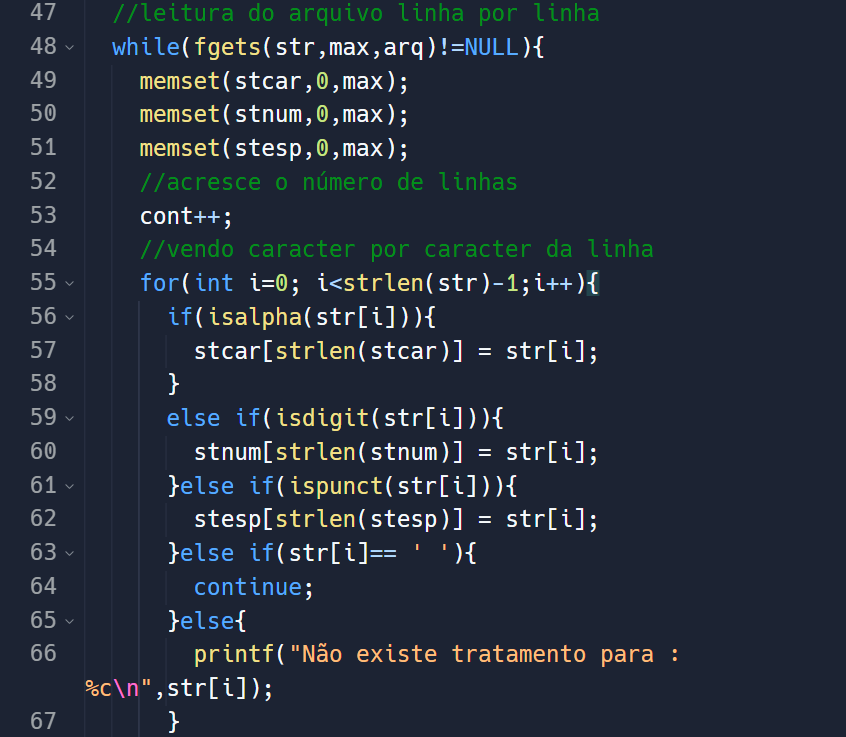 47 //leitura do arquivo linha por linha
48 while(fgets(str,max,arq)!=NULL){
49 memset(stcar,0,max);
50 memset(stnum,0,max);
51 memset(stesp,0,max);
52 //acresce o número de linhas
53 cont++;
54 //vendo caracter por caracter da linha
55 for(int i=0; i<strlen(str)-1;i++){
56 if(isalpha(str[i])){
57 stcar[strlen(stcar)] = str[i];
58 }
59 else if(isdigit(str[i])){
60 stnum[strlen(stnum)] = str[i];
61 }else if(ispunct(str[i])){
62 stesp[strlen(stesp)] = str[i];
63 }else if(str[i]== ' '){
64 continue;
65 }else{
66 printf("Não existe tratamento para :
%c\n",str[i]);
67 }